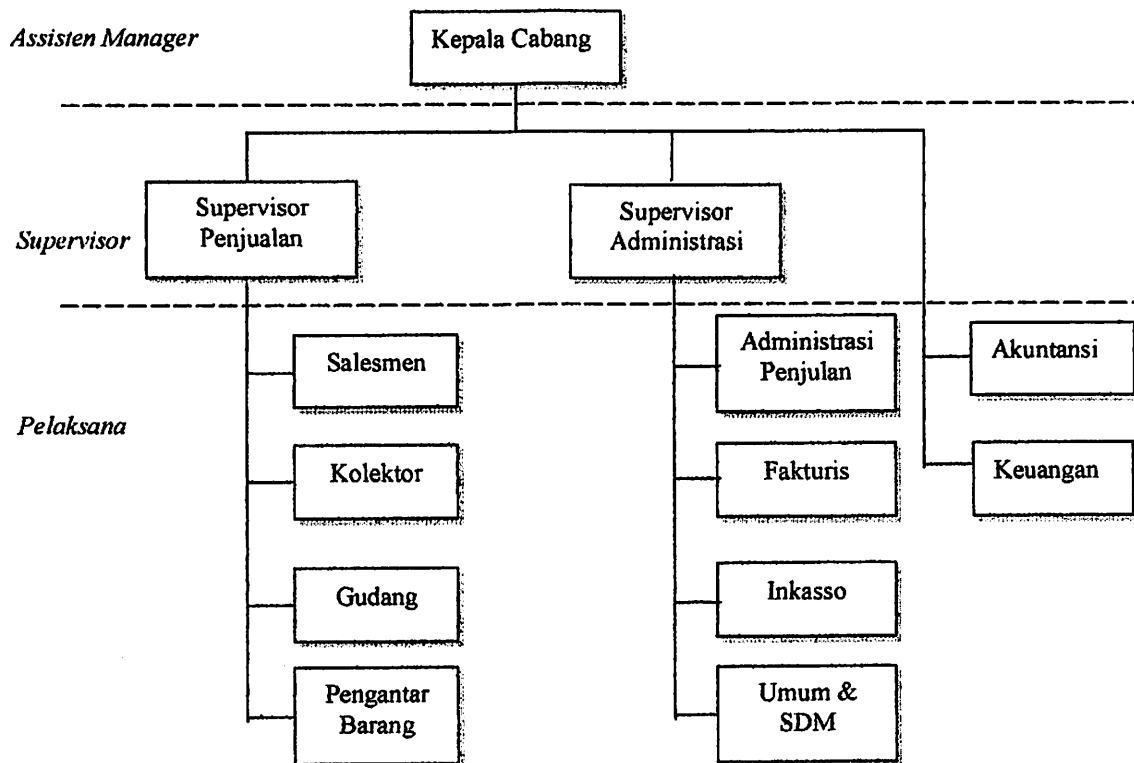 Assisten Manager
Kepala Cabang
Supervisor
Supervisor
Penjualan
Supervisor
Administrasi
Pelaksana
Salesmen
Kolektor
Gudang
Pengantar
Barang
Administrasi
Penjulan
Fakturis
Inkasso
Umum &
SDM
Akuntansi
Keuangan